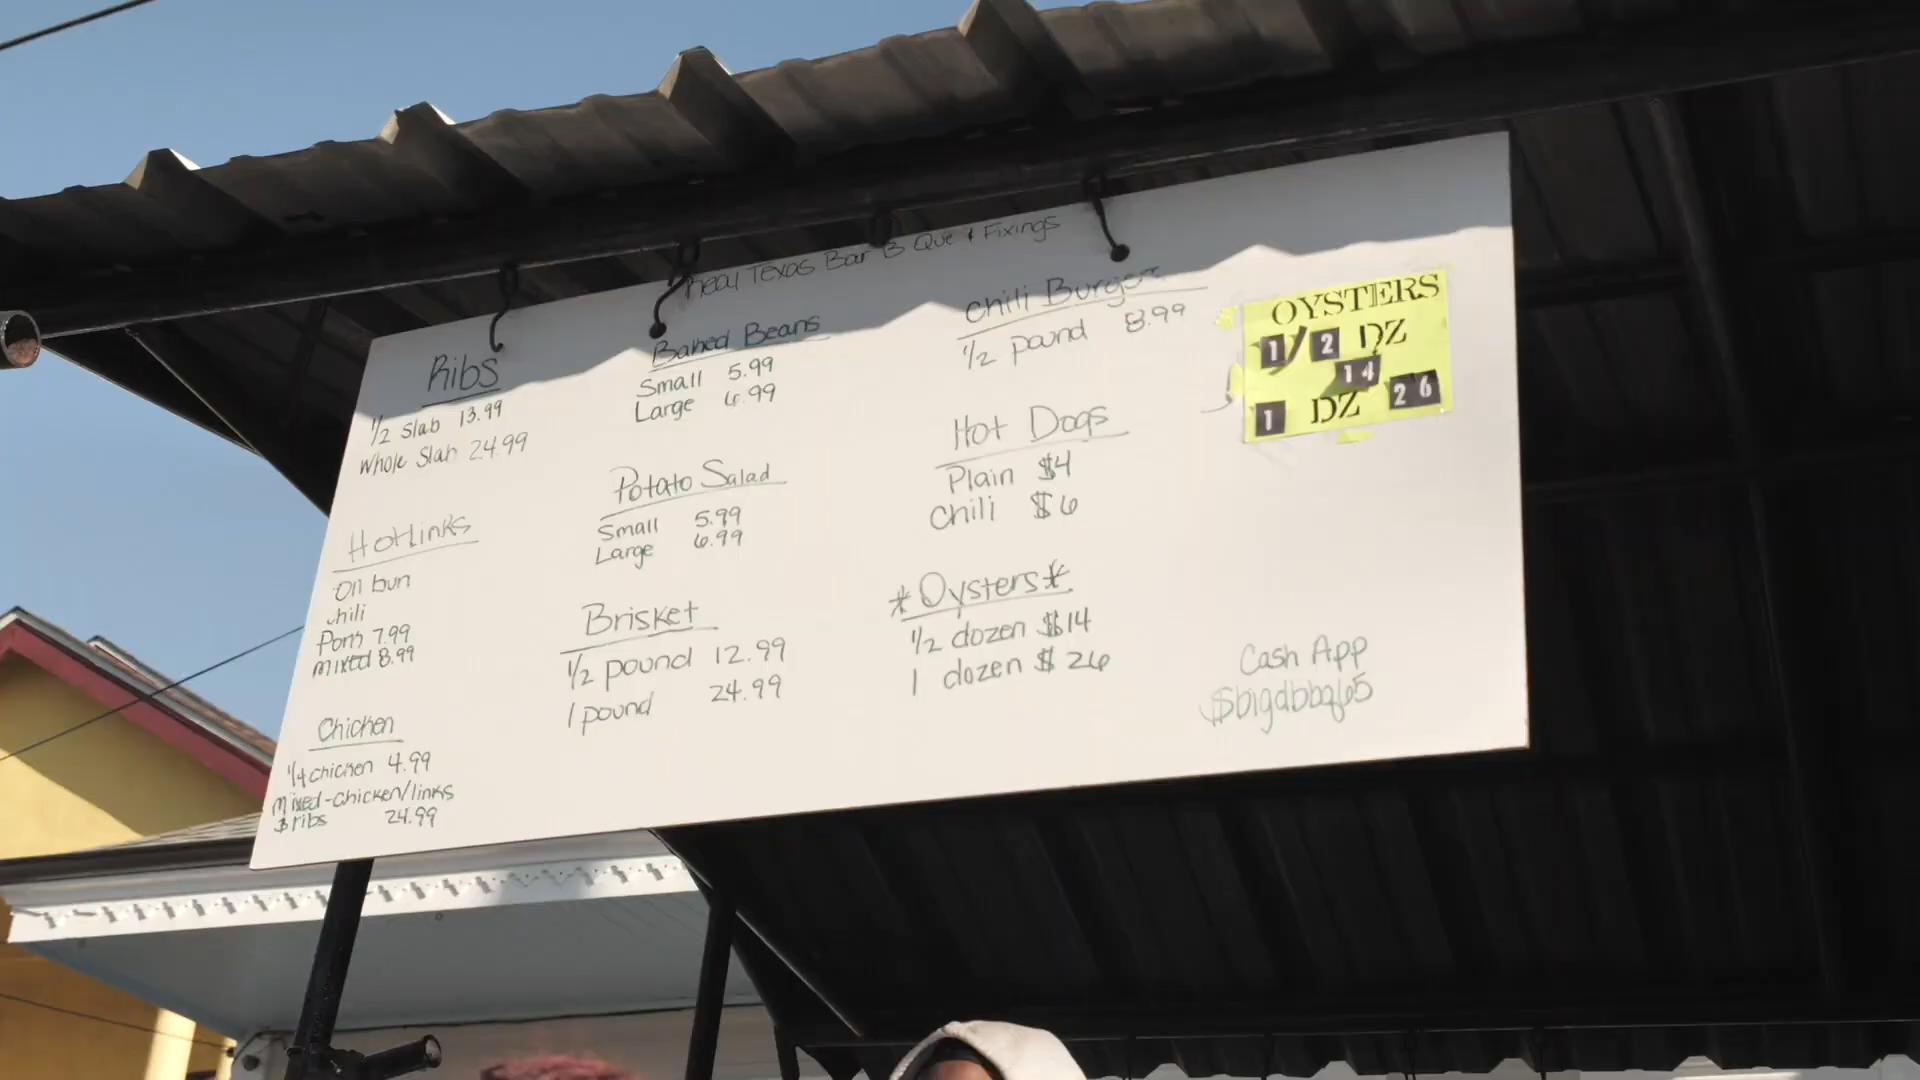 Real Texas Bar B Que & Fixings
Ribs
1/2 Slab 13.99
Whole Slab 24.99
Hotlinks
on bun
chili
Pork 7.99
mixed 8.99
Chicken
1/4 chicken 4.99
mixed-chicken/links
& ribs 24.99
Baked Beans
Small 5.99
Large 6.99
Potato Salad
Small 5.99
Large 6.99
Brisket
1/2 pound 12.99
1 pound 24.99
Chili Burger
1/2 pound 8.99
Hot Dogs
Plain $4
Chili $6
*Oysters*
1/2 dozen $14
1 dozen $26
OYSTERS
1/2 DZ
14
1 DZ 26
Cash App
$bigdbbq65